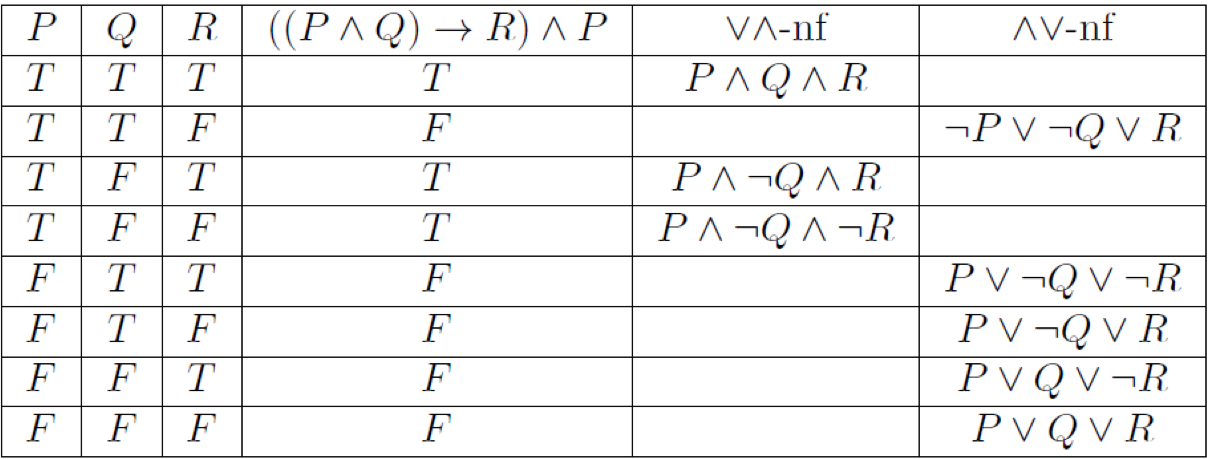 P Q R ((P ∧ Q) → R) ∧ P ∨∧-nf ∧∨-nf
T T T T P ∧ Q ∧ R
T T F F ¬P ∨ ¬Q ∨ R
T F T T P ∧ ¬Q ∧ R
T F F T P ∧ ¬Q ∧ ¬R
F T T F P ∨ ¬Q ∨ ¬R
F T F F P ∨ ¬Q ∨ R
F F T F P ∨ Q ∨ ¬R
F F F F P ∨ Q ∨ R